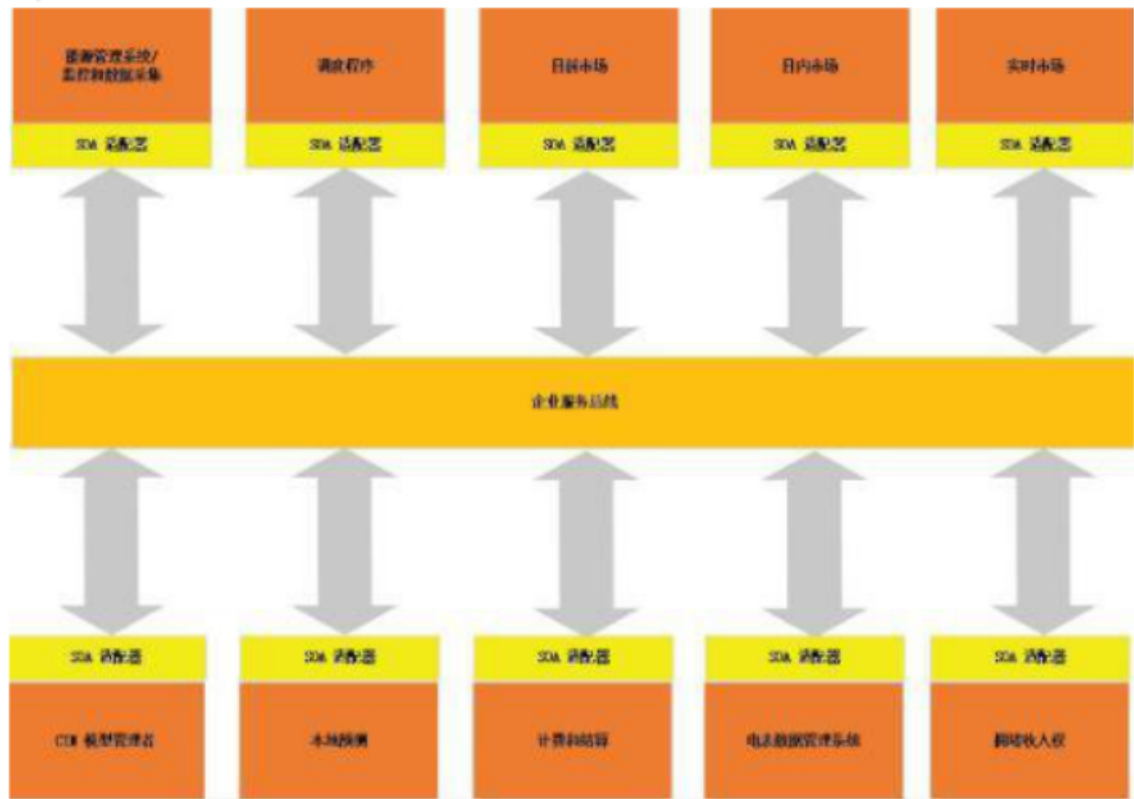 能源管理系统/
监控和数据采集
调度程序
日前市场
日内市场
实时市场
SOA 适配器
SOA 适配器
SOA 适配器
SOA 适配器
SOA 适配器
企业服务总线
SOA 适配器
SOA 适配器
SOA 适配器
SOA 适配器
SOA 适配器
CIM 模型管理者
本地预测
计费和结算
电表数据管理系统
拥堵收入权